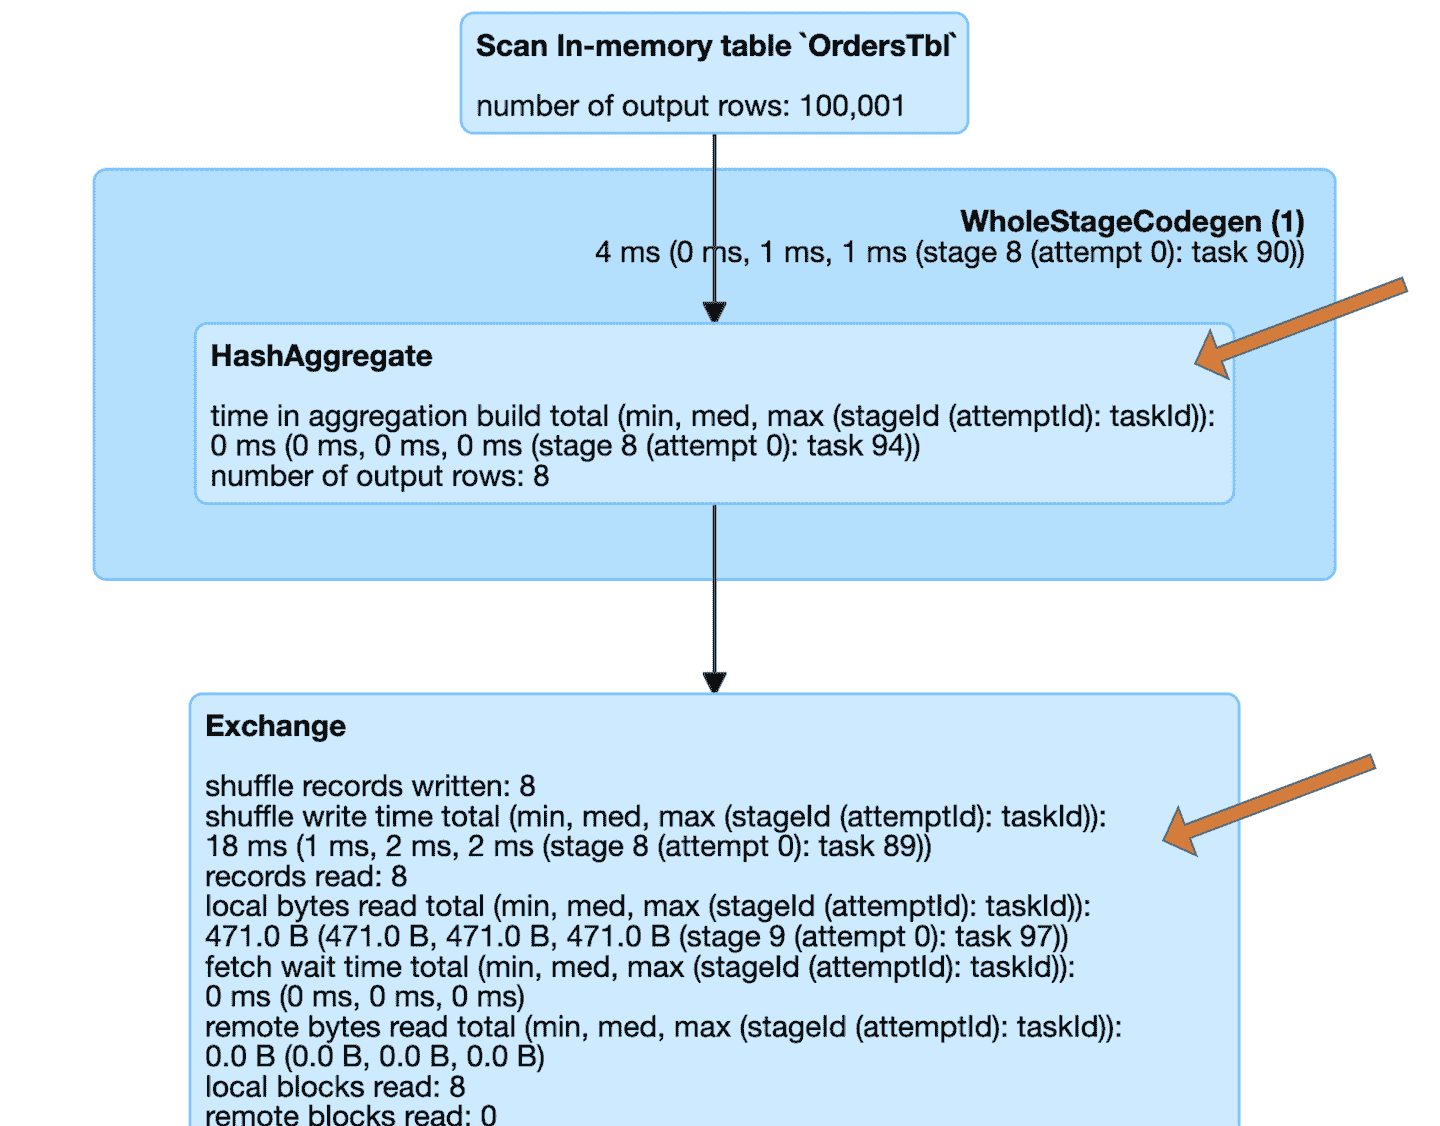 Scan In-memory table `OrdersTbl`
number of output rows: 100,001
WholeStageCodegen (1)
4 ms (0 ms, 1 ms, 1 ms (stage 8 (attempt 0): task 90))
HashAggregate
time in aggregation build total (min, med, max (stageId (attemptId): taskId)):
0 ms (0 ms, 0 ms, 0 ms (stage 8 (attempt 0): task 94))
number of output rows: 8
Exchange
shuffle records written: 8
shuffle write time total (min, med, max (stageId (attemptId): taskId)):
18 ms (1 ms, 2 ms, 2 ms (stage 8 (attempt 0): task 89))
records read: 8
local bytes read total (min, med, max (stageId (attemptId): taskId)):
471.0 B (471.0 B, 471.0 B, 471.0 B (stage 9 (attempt 0): task 97))
fetch wait time total (min, med, max (stageId (attemptId): taskId)):
0 ms (0 ms, 0 ms, 0 ms)
remote bytes read total (min, med, max (stageId (attemptId): taskId)):
0.0 B (0.0 B, 0.0 B, 0.0 B)
local blocks read: 8
remote blocks read: 0